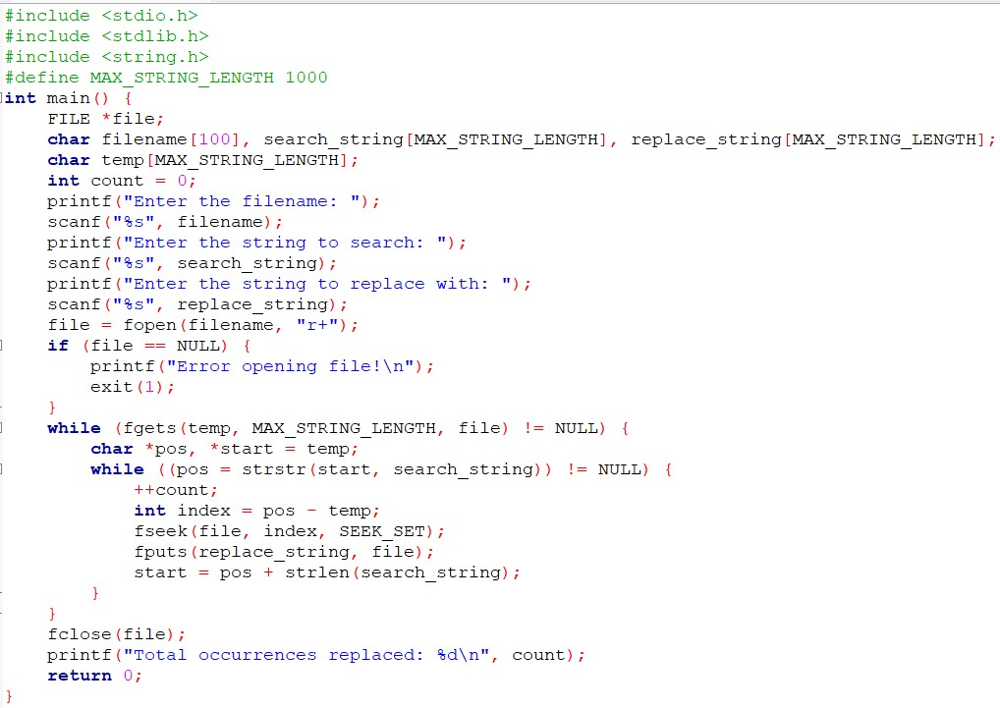 #include <stdio.h>
#include <stdlib.h>
#include <string.h>
#define MAX_STRING_LENGTH 1000
int main() {
    FILE *file;
    char filename[100], search_string[MAX_STRING_LENGTH], replace_string[MAX_STRING_LENGTH];
    char temp[MAX_STRING_LENGTH];
    int count = 0;
    printf("Enter the filename: ");
    scanf("%s", filename);
    printf("Enter the string to search: ");
    scanf("%s", search_string);
    printf("Enter the string to replace with: ");
    scanf("%s", replace_string);
    file = fopen(filename, "r+");
    if (file == NULL) {
        printf("Error opening file!\n");
        exit(1);
    }
    while (fgets(temp, MAX_STRING_LENGTH, file) != NULL) {
        char *pos, *start = temp;
        while ((pos = strstr(start, search_string)) != NULL) {
            ++count;
            int index = pos - temp;
            fseek(file, index, SEEK_SET);
            fputs(replace_string, file);
            start = pos + strlen(search_string);
        }
    }
    fclose(file);
    printf("Total occurrences replaced: %d\n", count);
    return 0;
}